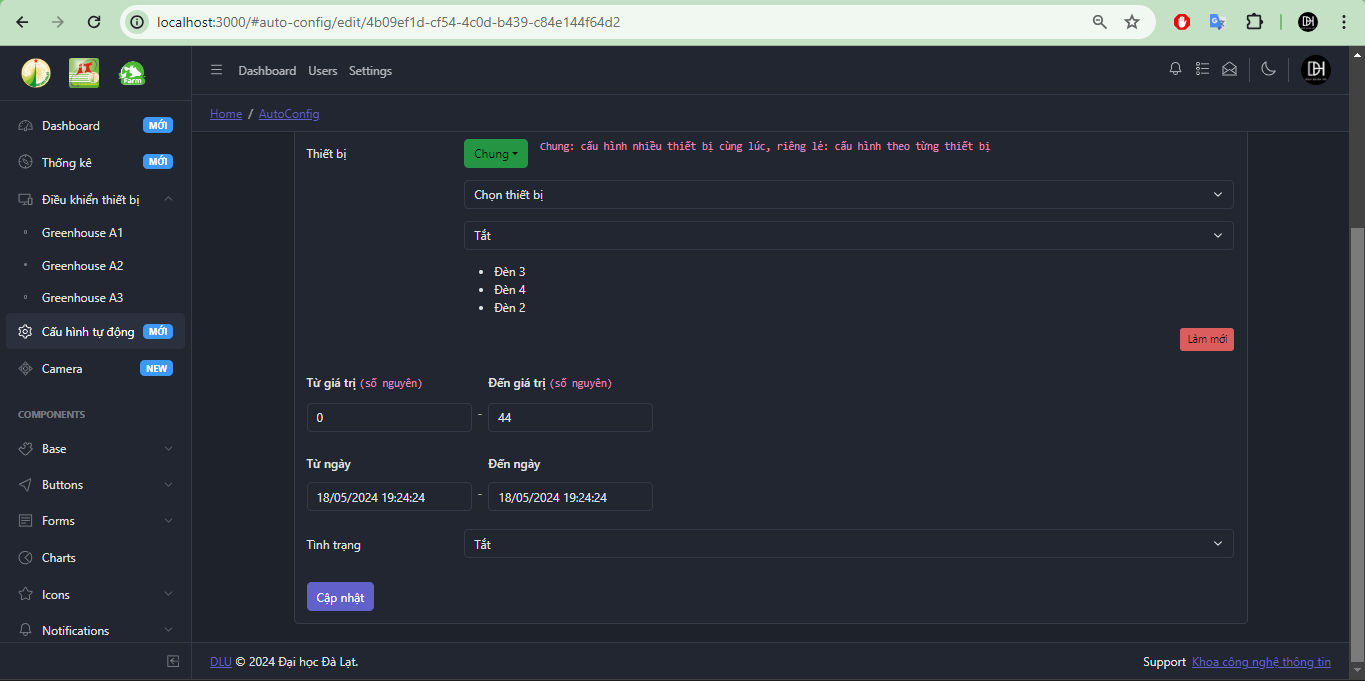 localhost:3000/#auto-config/edit/4b09ef1d-cf54-4c0d-b439-c84e144f64d2
Farm
Dashboard Users Settings
Home / AutoConfig
Dashboard MỚI
Thống kê MỚI
Điều khiển thiết bị
Greenhouse A1
Greenhouse A2
Greenhouse A3
Cấu hình tự động MỚI
Camera NEW
COMPONENTS
Base
Buttons
Forms
Charts
Icons
Notifications
Thiết bị
Chung
Chung: cấu hình nhiều thiết bị cùng lúc, riêng lẻ: cấu hình theo từng thiết bị
Chọn thiết bị
Tắt
• Đèn 3
• Đèn 4
• Đèn 2
Làm mới
Từ giá trị (số nguyên) Đến giá trị (số nguyên)
0 - 44
Từ ngày Đến ngày
18/05/2024 19:24:24 - 18/05/2024 19:24:24
Tình trạng Tắt
Cập nhật
DLU © 2024 Đại học Đà Lạt. Support Khoa công nghệ thông tin